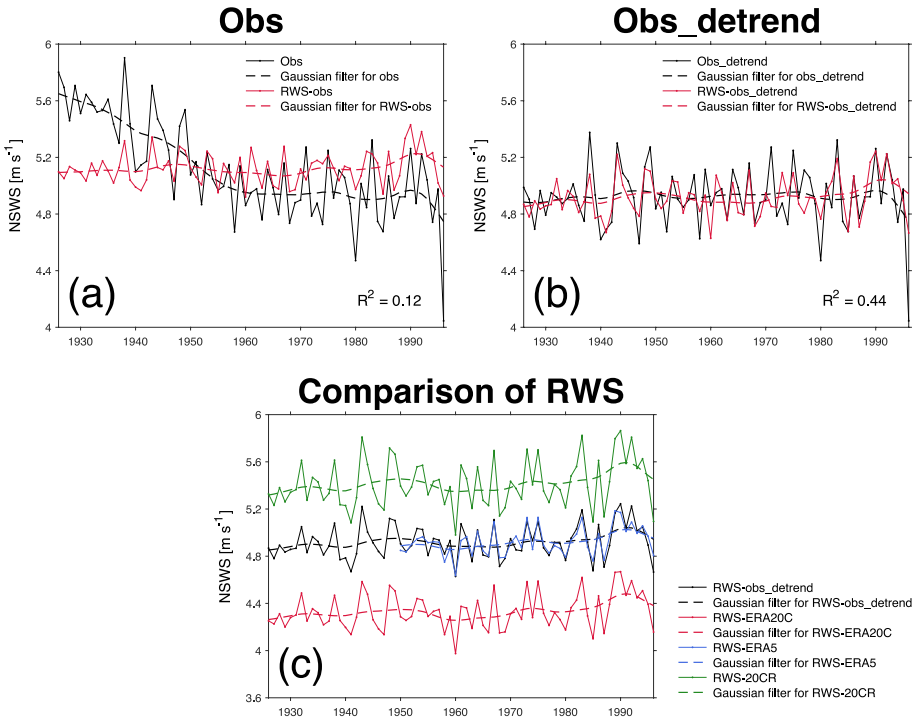 Obs
NSWS [m s⁻¹]
6
5.6
5.2
4.8
4.4
4
Obs
Gaussian filter for obs
RWS-obs
Gaussian filter for RWS-obs
(a)
R² = 0.12
1930 1940 1950 1960 1970 1980 1990
Obs_detrend
NSWS [m s⁻¹]
6
5.6
5.2
4.8
4.4
4
Obs_detrend
Gaussian filter for obs_detrend
RWS-obs_detrend
Gaussian filter for RWS-obs_detrend
(b)
R² = 0.44
1930 1940 1950 1960 1970 1980 1990
Comparison of RWS
NSWS [m s⁻¹]
6
5.6
5.2
4.8
4.4
4
3.6
(c)
1930 1940 1950 1960 1970 1980 1990
RWS-obs_detrend
Gaussian filter for RWS-obs_detrend
RWS-ERA20C
Gaussian filter for RWS-ERA20C
RWS-ERA5
Gaussian filter for RWS-ERA5
RWS-20CR
Gaussian filter for RWS-20CR